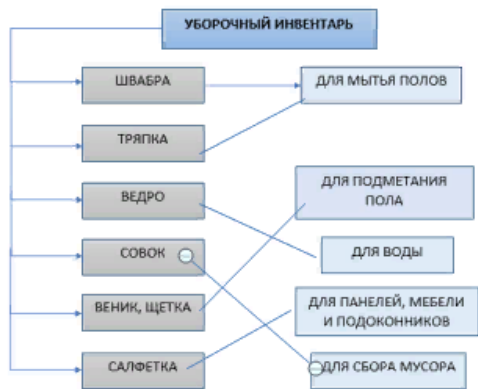 УБОРОЧНЫЙ ИНВЕНТАРЬ
ШВАБРА
ДЛЯ МЫТЬЯ ПОЛОВ
ТРЯПКА
ВЕДРО
ДЛЯ ПОДМЕТАНИЯ
ПОЛА
СОВОК
ДЛЯ ВОДЫ
ВЕНИК, ЩЕТКА
ДЛЯ ПАНЕЛЕЙ, МЕБЕЛИ
И ПОДОКОННИКОВ
САЛФЕТКА
ДЛЯ СБОРА МУСОРА